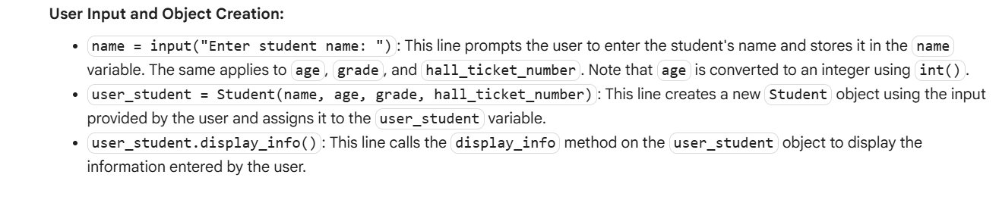 User Input and Object Creation:
• name = input("Enter student name: "): This line prompts the user to enter the student's name and stores it in the name
variable. The same applies to age, grade, and hall_ticket_number. Note that age is converted to an integer using int().
• user_student = Student(name, age, grade, hall_ticket_number): This line creates a new Student object using the input
provided by the user and assigns it to the user_student variable.
• user_student.display_info(): This line calls the display_info method on the user_student object to display the
information entered by the user.